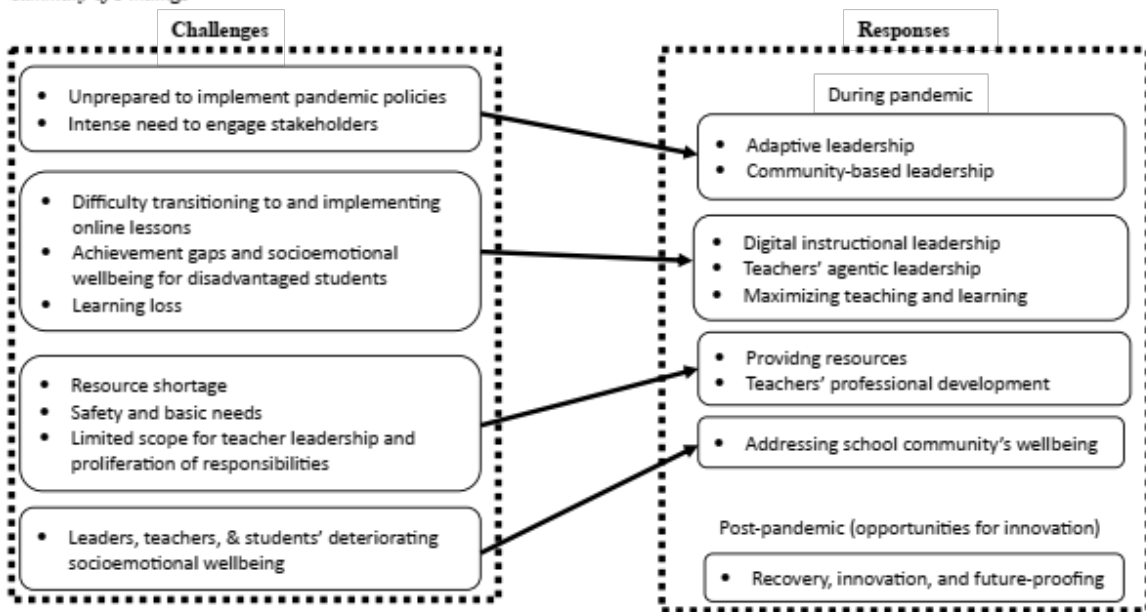 Challenges
• Unprepared to implement pandemic policies
• Intense need to engage stakeholders
• Difficulty transitioning to and implementing
online lessons
• Achievement gaps and socioemotional
wellbeing for disadvantaged students
• Learning loss
• Resource shortage
• Safety and basic needs
• Limited scope for teacher leadership and
proliferation of responsibilities
• Leaders, teachers, & students’ deteriorating
socioemotional wellbeing
Responses
During pandemic
• Adaptive leadership
• Community-based leadership
• Digital instructional leadership
• Teachers’ agentic leadership
• Maximizing teaching and learning
• Providng resources
• Teachers’ professional development
• Addressing school community’s wellbeing
Post-pandemic (opportunities for innovation)
• Recovery, innovation, and future-proofing